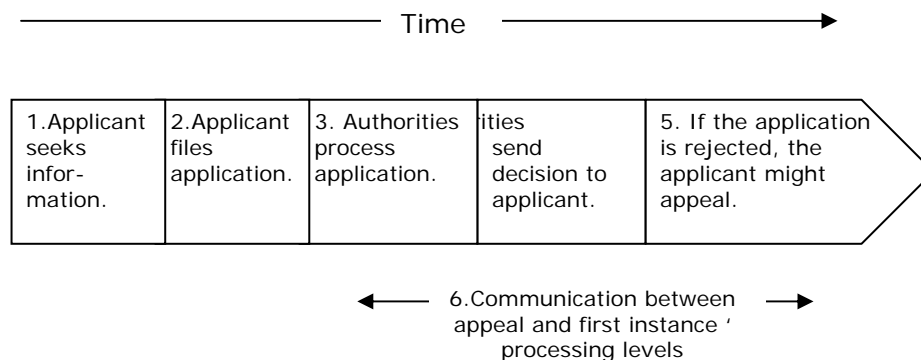 Time
1.Applicant
seeks
infor-
mation.
2.Applicant
files
application.
3. Authorities
process
application.
rities
send
decision to
applicant.
5. If the application
is rejected, the
applicant might
appeal.
6.Communication between
appeal and first instance ‘
processing levels